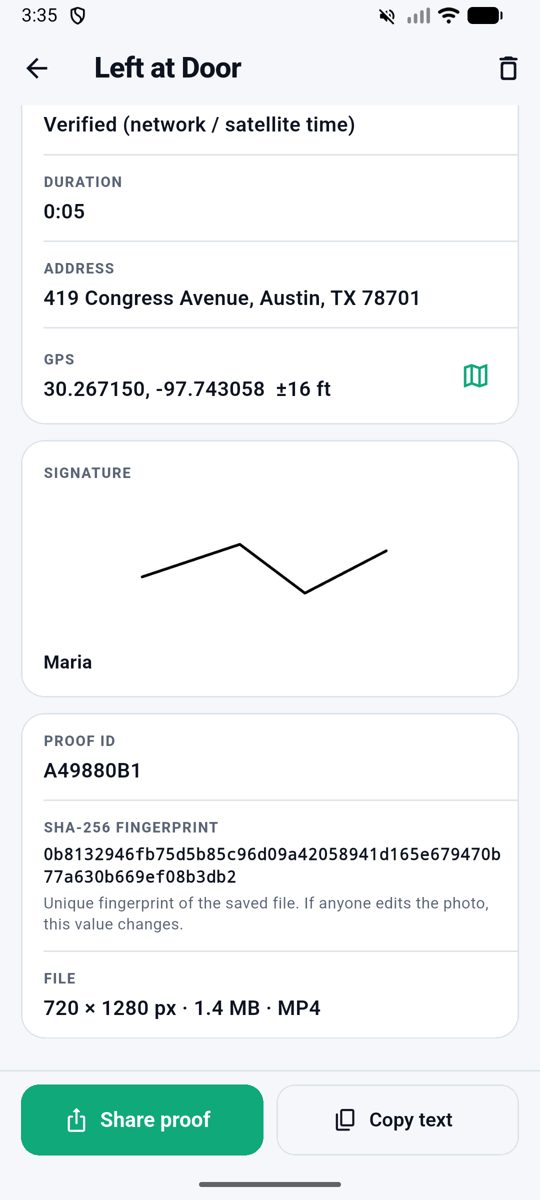 3:35
Left at Door
Verified (network / satellite time)
DURATION
0:05
ADDRESS
419 Congress Avenue, Austin, TX 78701
GPS
30.267150, -97.743058 ±16 ft
SIGNATURE
Maria
PROOF ID
A49880B1
SHA-256 FINGERPRINT
0b8132946fb75d5b85c96d09a42058941d165e679470b
77a630b669ef08b3db2
Unique fingerprint of the saved file. If anyone edits the photo,
this value changes.
FILE
720 × 1280 px · 1.4 MB · MP4
Share proof
Copy text